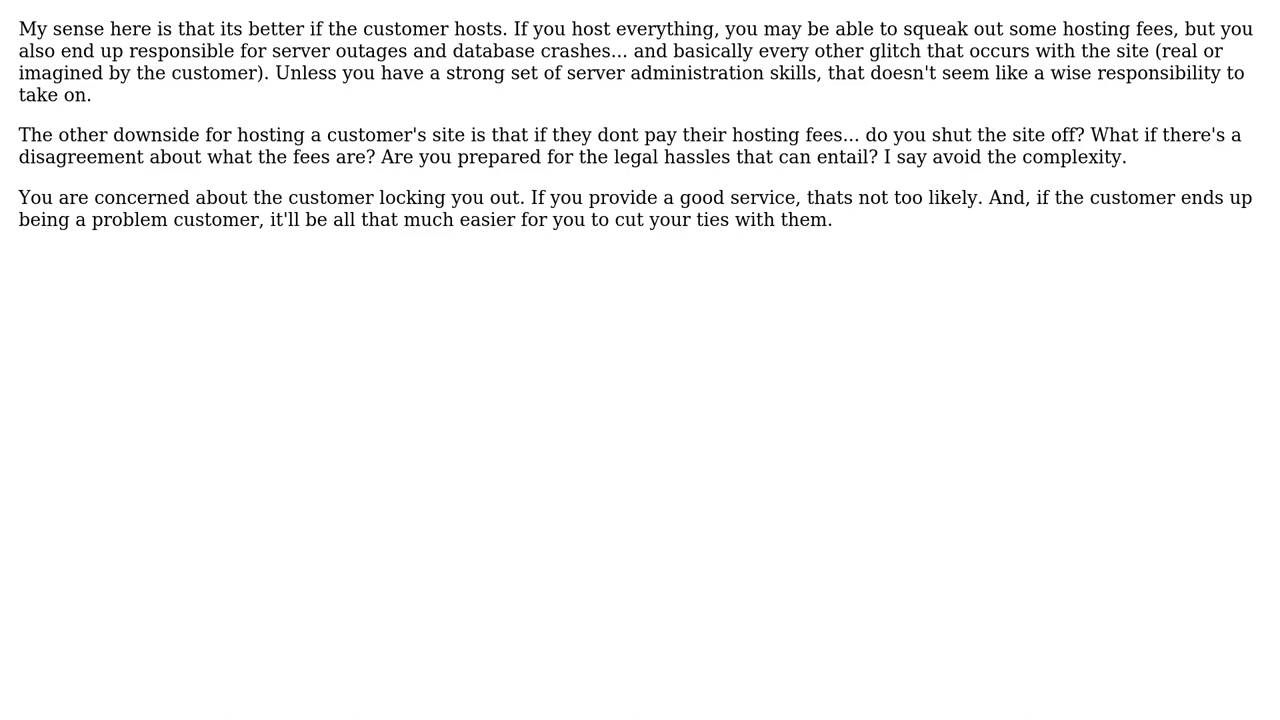 My sense here is that its better if the customer hosts. If you host everything, you may be able to squeak out some hosting fees, but you
also end up responsible for server outages and database crashes... and basically every other glitch that occurs with the site (real or
imagined by the customer). Unless you have a strong set of server administration skills, that doesn't seem like a wise responsibility to
take on.
The other downside for hosting a customer's site is that if they dont pay their hosting fees... do you shut the site off? What if there's a
disagreement about what the fees are? Are you prepared for the legal hassles that can entail? I say avoid the complexity.
You are concerned about the customer locking you out. If you provide a good service, thats not too likely. And, if the customer ends up
being a problem customer, it'll be all that much easier for you to cut your ties with them.